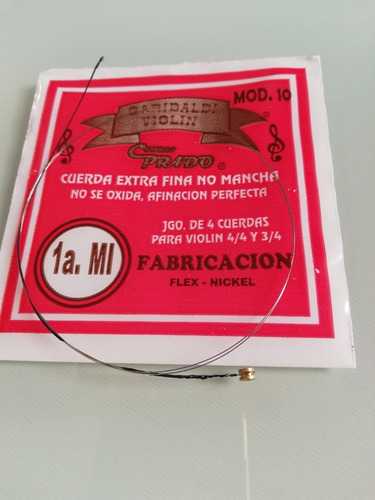 MOD. 10
GARIBALDI
VIOLIN
Cuerdas
PRADO ®
CUERDA EXTRA FINA NO MANCHA
NO SE OXIDA, AFINACION PERFECTA
JGO. DE 4 CUERDAS
PARA VIOLIN 4/4 Y 3/4
1a. MI
FABRICACION
FLEX - NICKEL